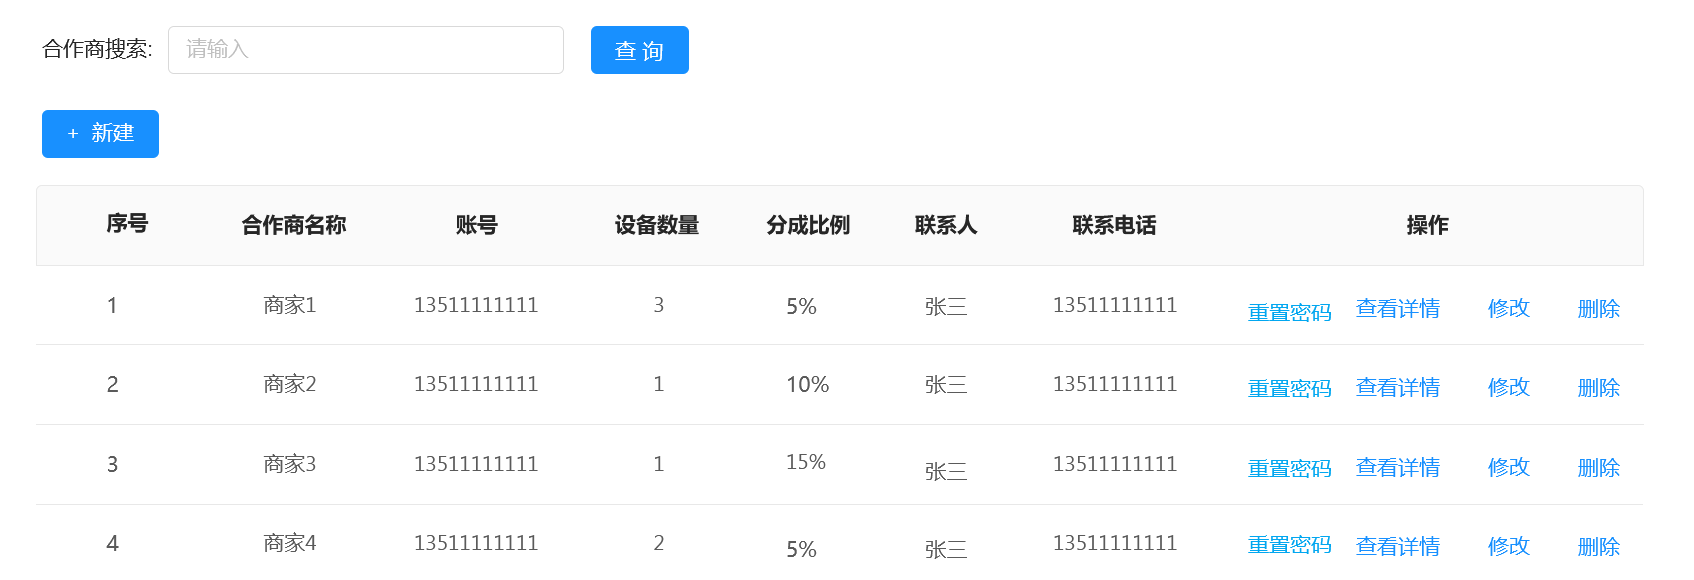 合作商搜索: 请输入 查 询
+ 新建
序号 合作商名称 账号 设备数量 分成比例 联系人 联系电话 操作
1 商家1 13511111111 3 5% 张三 13511111111 重置密码 查看详情 修改 删除
2 商家2 13511111111 1 10% 张三 13511111111 重置密码 查看详情 修改 删除
3 商家3 13511111111 1 15% 张三 13511111111 重置密码 查看详情 修改 删除
4 商家4 13511111111 2 5% 张三 13511111111 重置密码 查看详情 修改 删除